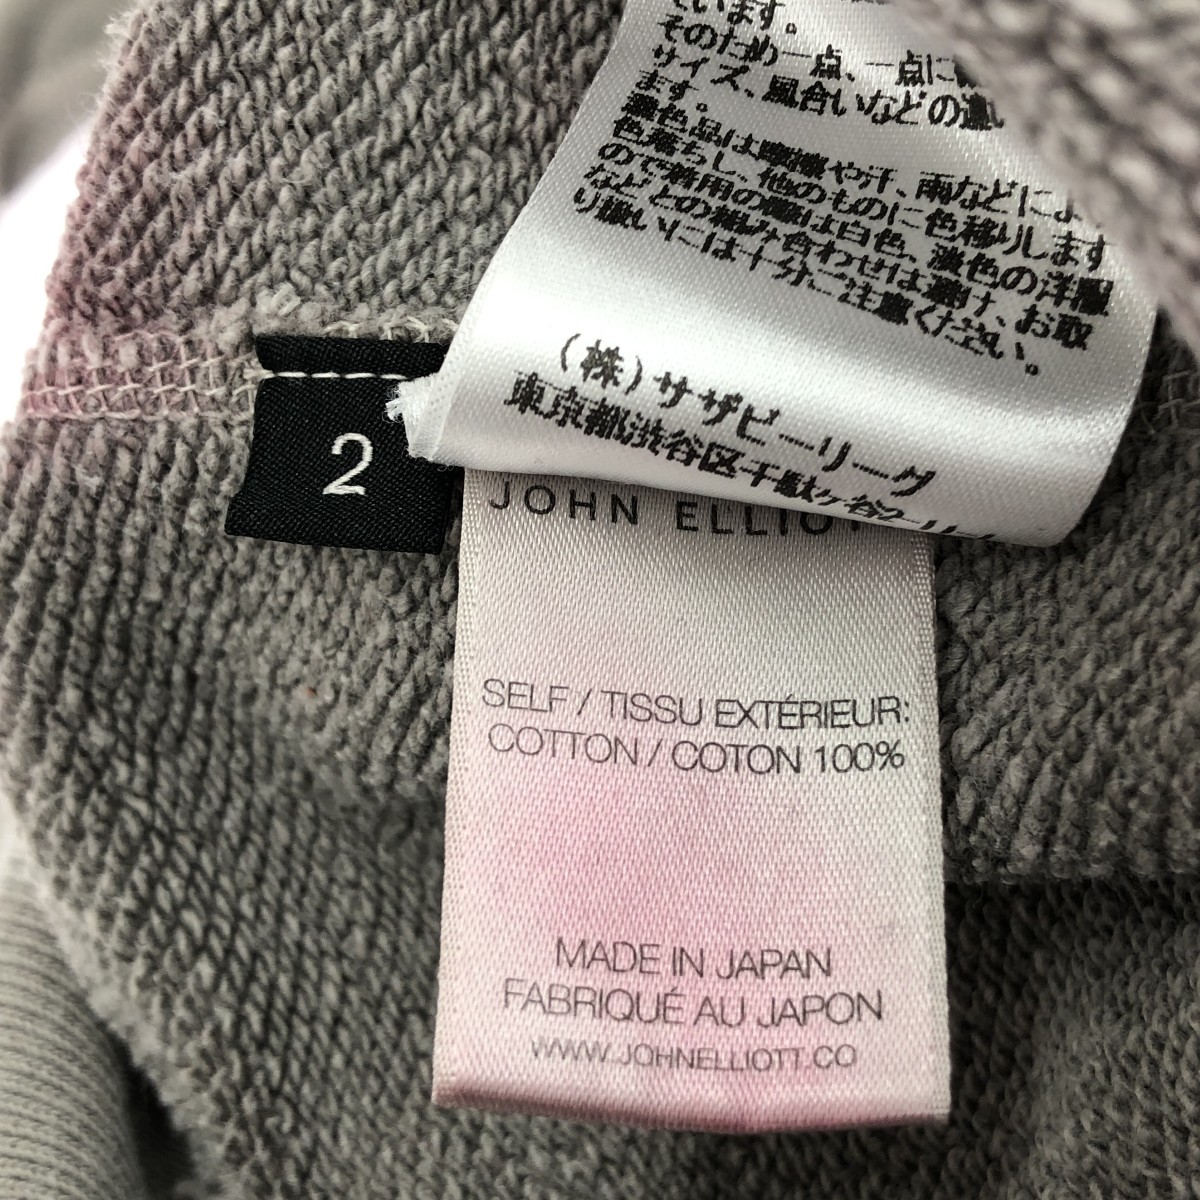 ています。
そのため一点、一点に
サイズ、風合いなどの違い
ます。
濃色品は摩擦や汗、雨などによ
色落ちし、他のものに色移りします
ので着用の際は白色、淡色の洋服
などとの組み合わせは避け、お取
り扱いには十分ご注意ください。
(株)サザビーリーグ
東京都渋谷区千駄ヶ谷2-
2
JOHN ELLIO
SELF / TISSU EXTÉRIEUR:
COTTON / COTON 100%
MADE IN JAPAN
FABRIQUÉ AU JAPON
WWW.JOHNELLIOTT.CO